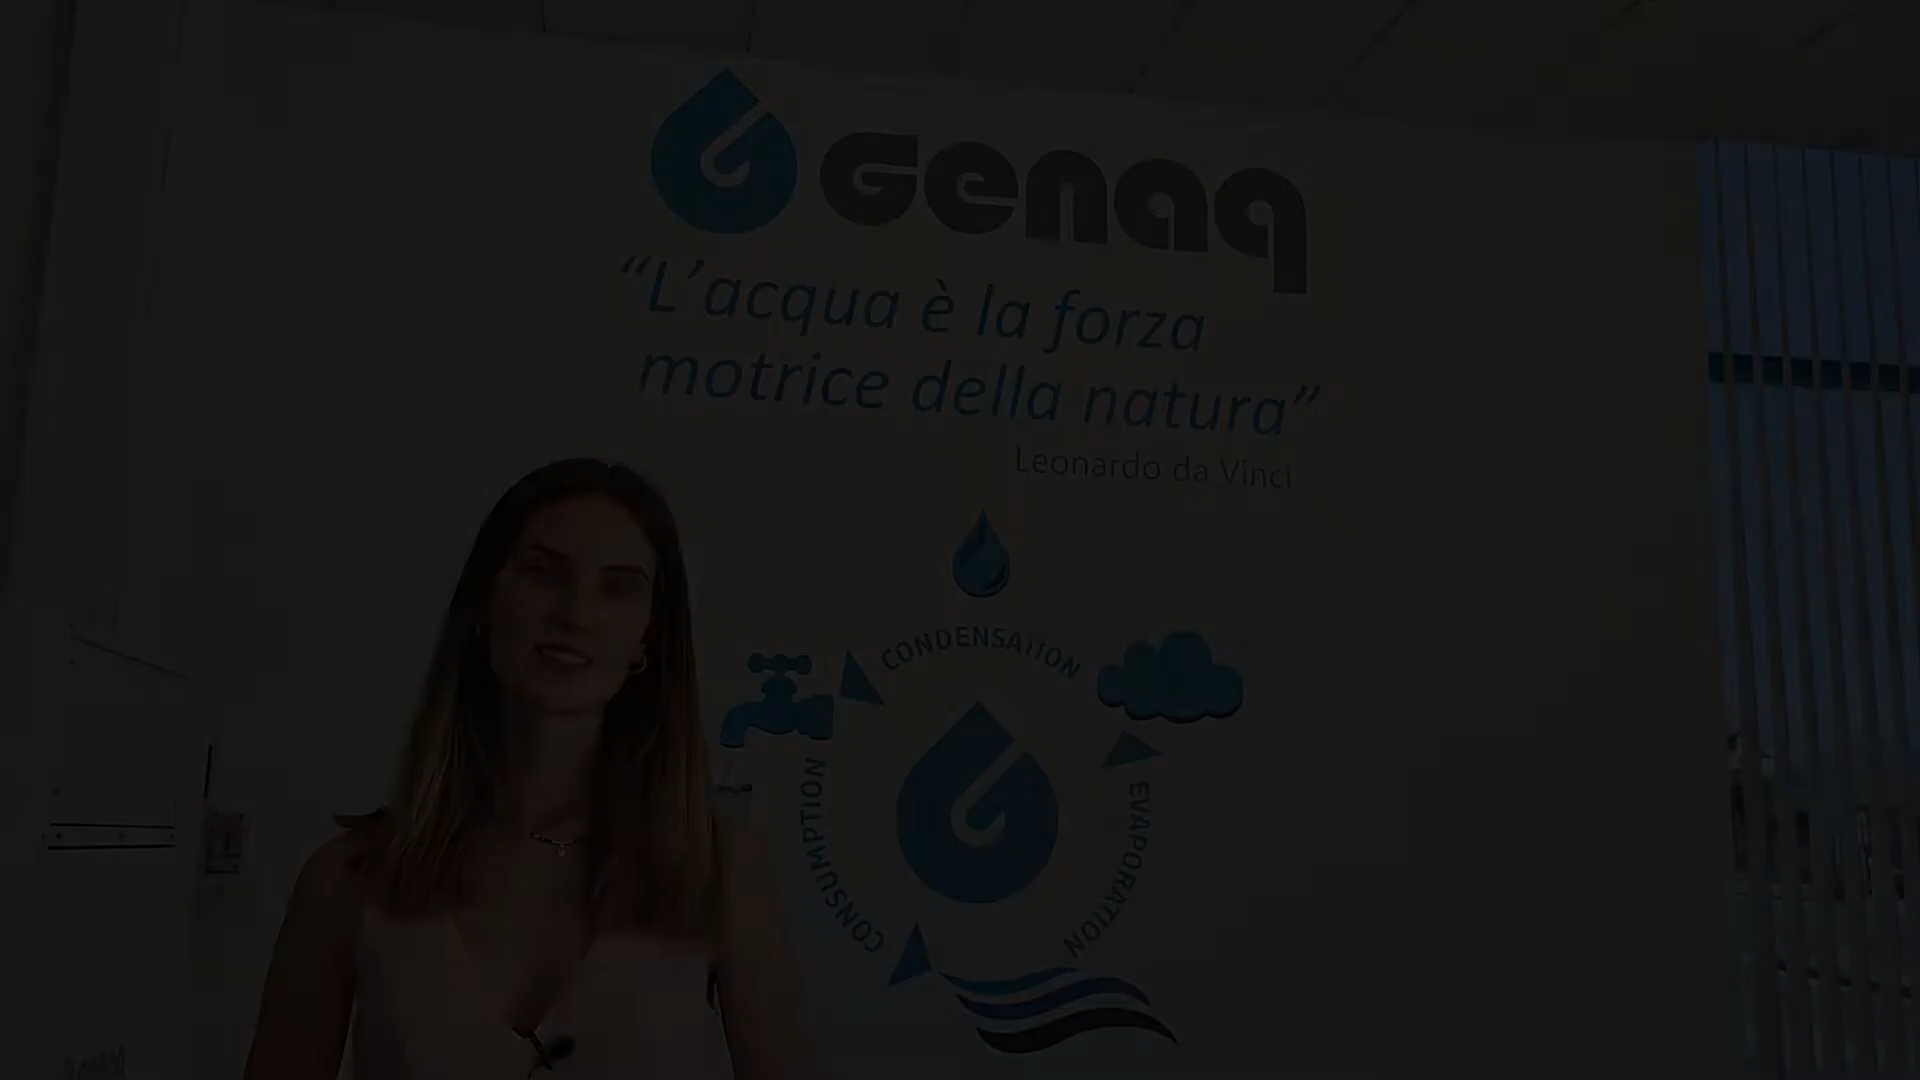 Genaq
“L’acqua è la forza
motrice della natura”
Leonardo da Vinci
CONDENSATION
CONSUMPTION
EVAPORATION